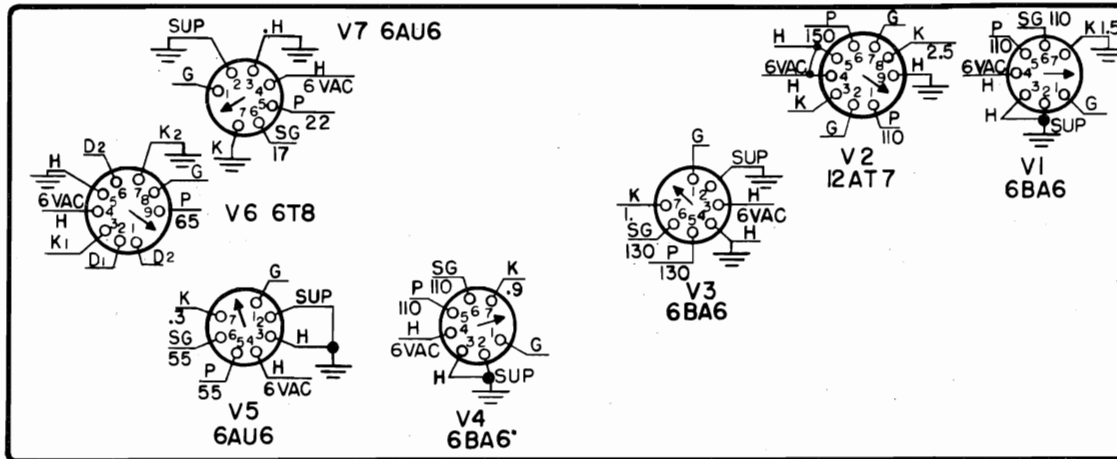 V7 6AU6
SUP
.H
G
H
6 VAC
1 2 3 4 5 6 7
P
22
SG
17
K
V6 6T8
D2
K2
H
G
6VAC
H
P
65
K1
D1
D2
1 2 3 4 5 6 7 8 9
V5
6AU6
K
.3
G
SUP
SG
55
H
P
55
H
6VAC
1 2 3 4 5 6 7
V4
6BA6
SG
110
K
.9
P
110
H
6VAC
G
H
SUP
1 2 3 4 5 6 7
V3
6BA6
G
SUP
K
1.
H
6VAC
SG
130
H
P
130
1 2 3 4 5 6 7
V2
12AT7
P
150
G
H
K
2.5
6VAC
H
H
K
G
P
110
1 2 3 4 5 6 7 8 9
V1
6BA6
SG 110
P
110
K 1.5
6VAC
H
G
SUP
1 2 3 4 5 6 7